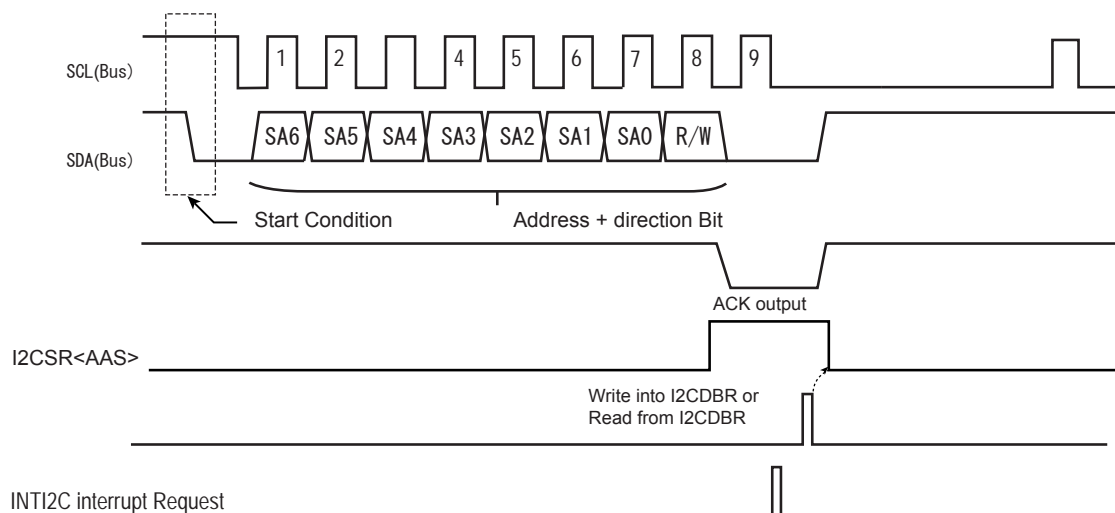 1 2 4 5 6 7 8 9
SCL(Bus)
SA6 SA5 SA4 SA3 SA2 SA1 SA0 R/W
SDA(Bus)
Start Condition Address + direction Bit
ACK output
I2CSR<AAS>
Write into I2CDBR or
Read from I2CDBR
INTI2C interrupt Request